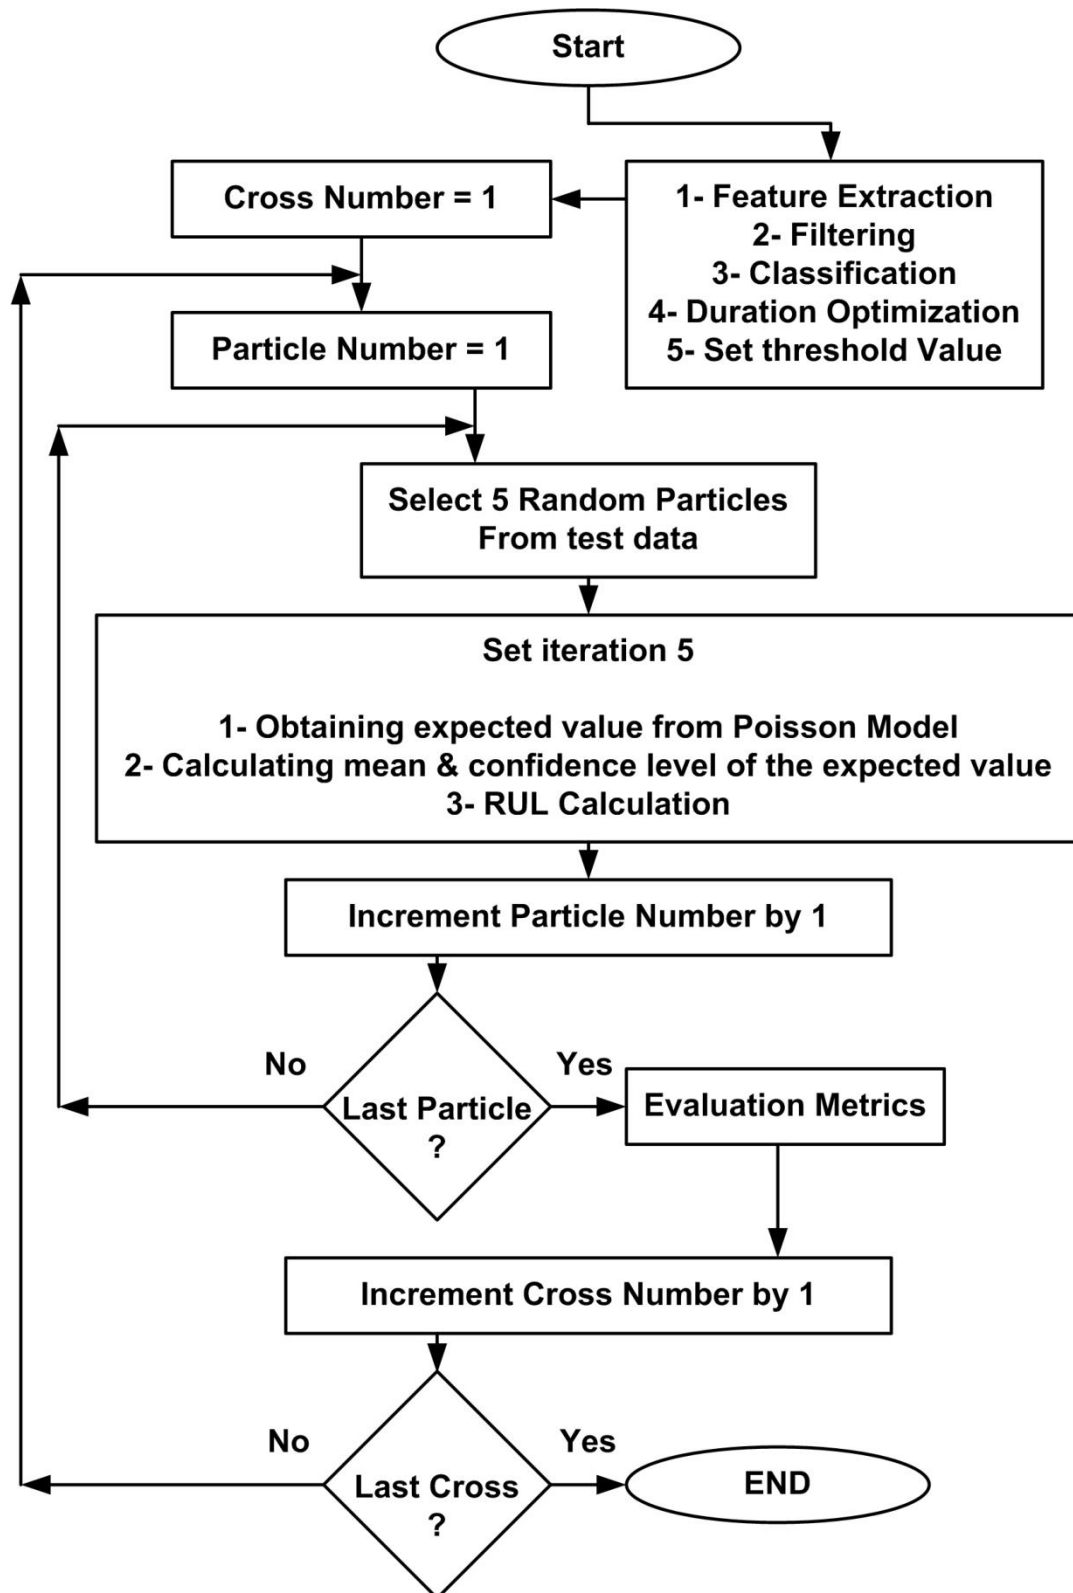 Start
1- Feature Extraction
2- Filtering
3- Classification
4- Duration Optimization
5- Set threshold Value
Cross Number = 1
Particle Number = 1
Select 5 Random Particles
From test data
Set iteration 5
1- Obtaining expected value from Poisson Model
2- Calculating mean & confidence level of the expected value
3- RUL Calculation
Increment Particle Number by 1
No
Yes
Last Particle
?
Evaluation Metrics
Increment Cross Number by 1
No
Yes
Last Cross
?
END